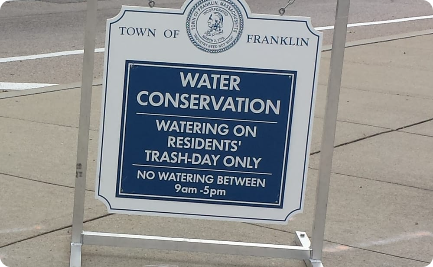 TOWN OF FRANKLIN
WATER
CONSERVATION
WATERING ON
RESIDENTS'
TRASH-DAY ONLY
NO WATERING BETWEEN
9am -5pm